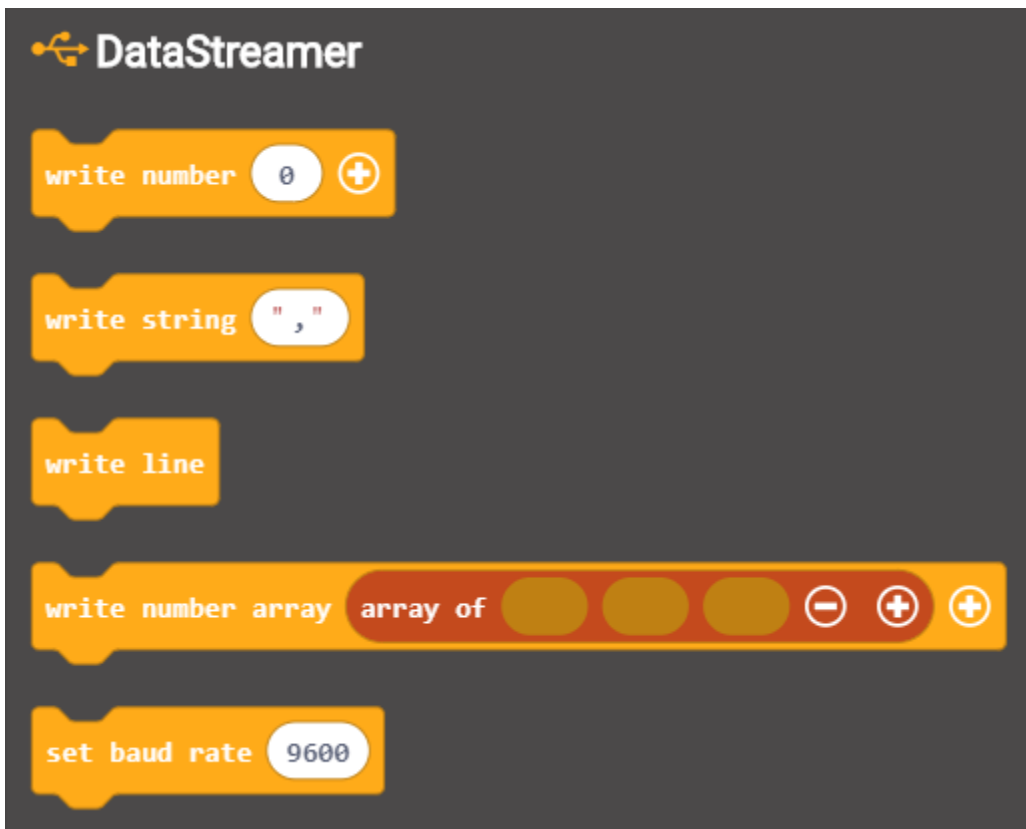 DataStreamer
write number 0
write string ","
write line
write number array array of
set baud rate 9600